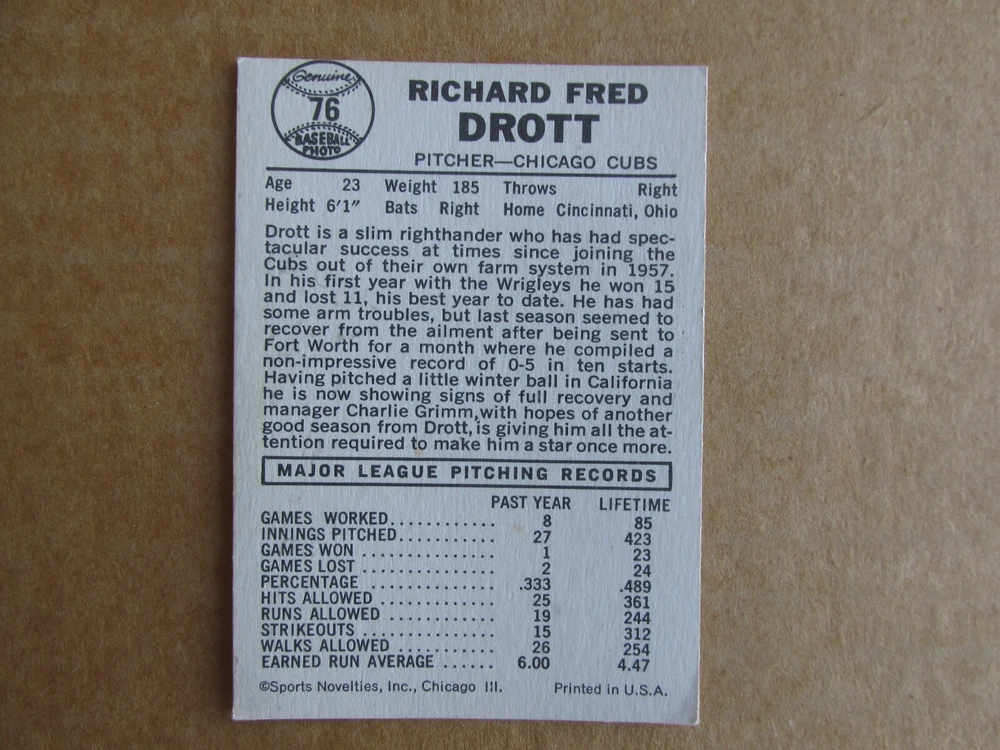 Genuine
76
BASEBALL
PHOTO
RICHARD FRED
DROTT
PITCHER—CHICAGO CUBS
Age 23 Weight 185 Throws Right
Height 6'1" Bats Right Home Cincinnati, Ohio
Drott is a slim righthander who has had spec-
tacular success at times since joining the
Cubs out of their own farm system in 1957.
In his first year with the Wrigleys he won 15
and lost 11, his best year to date. He has had
some arm troubles, but last season seemed to
recover from the ailment after being sent to
Fort Worth for a month where he compiled a
non-impressive record of 0-5 in ten starts.
Having pitched a little winter ball in California
he is now showing signs of full recovery and
manager Charlie Grimm, with hopes of another
good season from Drott, is giving him all the at-
tention required to make him a star once more.
MAJOR LEAGUE PITCHING RECORDS
PAST YEAR LIFETIME
GAMES WORKED............ 8 85
INNINGS PITCHED........... 27 423
GAMES WON ............... 1 23
GAMES LOST ............... 2 24
PERCENTAGE .............. .333 .489
HITS ALLOWED ............. 25 361
RUNS ALLOWED ............ 19 244
STRIKEOUTS ............... 15 312
WALKS ALLOWED ........... 26 254
EARNED RUN AVERAGE ...... 6.00 4.47
©Sports Novelties, Inc., Chicago Ill. Printed in U.S.A.